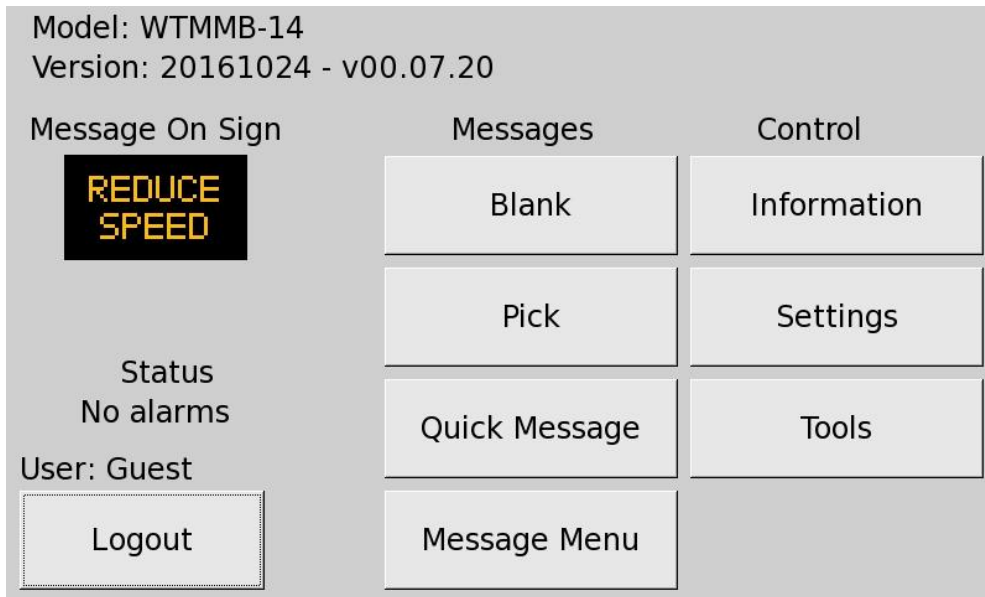 Model: WTMMB-14
Version: 20161024 - v00.07.20
Message On Sign
REDUCE
SPEED
Status
No alarms
User: Guest
Logout
Messages
Blank
Pick
Quick Message
Message Menu
Control
Information
Settings
Tools